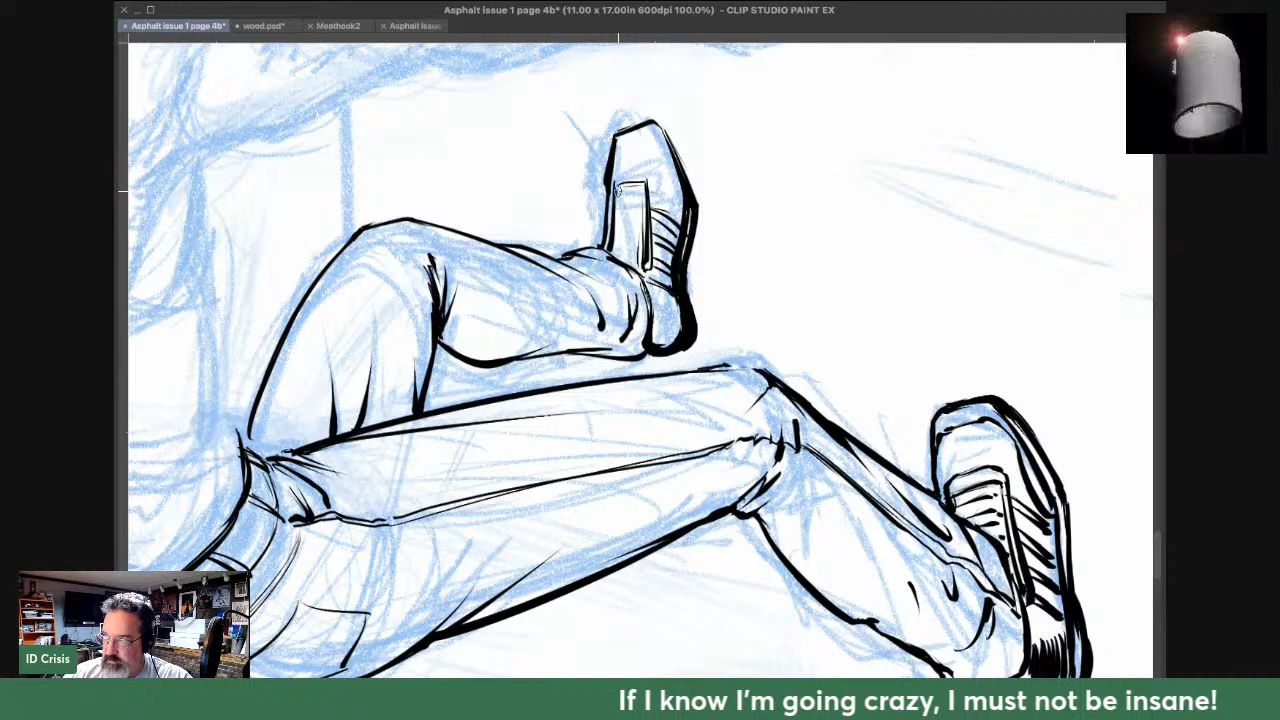 Asphalt issue 1 page 4b* (11.00 x 17.00in 600dpi 100.0%) - CLIP STUDIO PAINT EX
Asphalt issue 1 page 4b* wood.psd* Meathook2 Asphalt issue
ID Crisis
If I know I'm going crazy, I must not be insane!